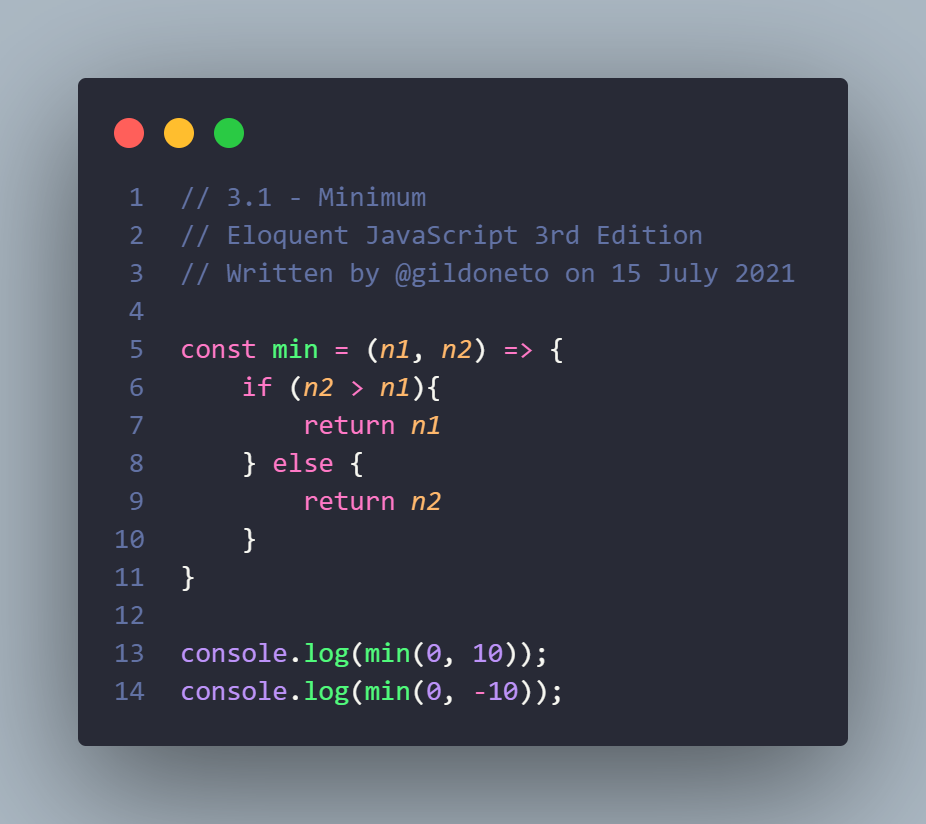 1 // 3.1 - Minimum
2 // Eloquent JavaScript 3rd Edition
3 // Written by @gildoneto on 15 July 2021
4
5 const min = (n1, n2) => {
6     if (n2 > n1){
7         return n1
8     } else {
9         return n2
10     }
11 }
12
13 console.log(min(0, 10));
14 console.log(min(0, -10));